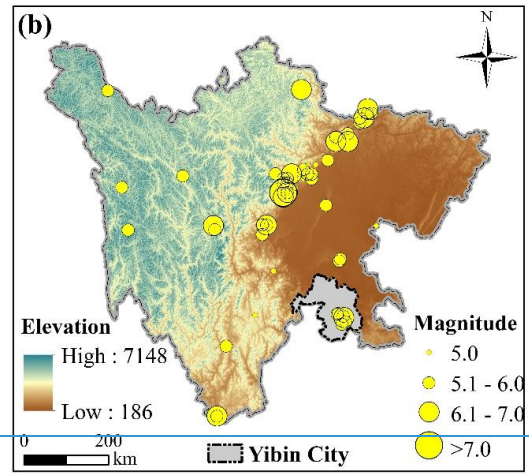 (b)
N
Elevation
High : 7148
Low : 186
Magnitude
5.0
5.1 - 6.0
6.1 - 7.0
>7.0
0 200
km
Yibin City